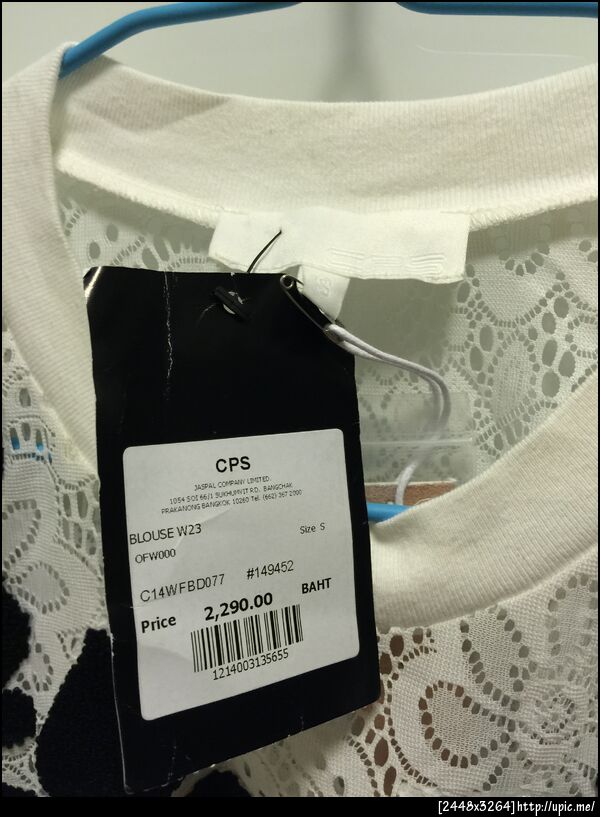 CPS
JASPAL COMPANY LIMITED.
1054 SOI 66/1 SUKHUMVIT RD. BANGCHAK
PRAKANONG BANGKOK 10260 Tel. (662) 367 2000
BLOUSE W23 Size S
OFW000
C14WFBD077 #149452
Price 2,290.00 BAHT
1214003135655
[2448x3264]http://upic.me/